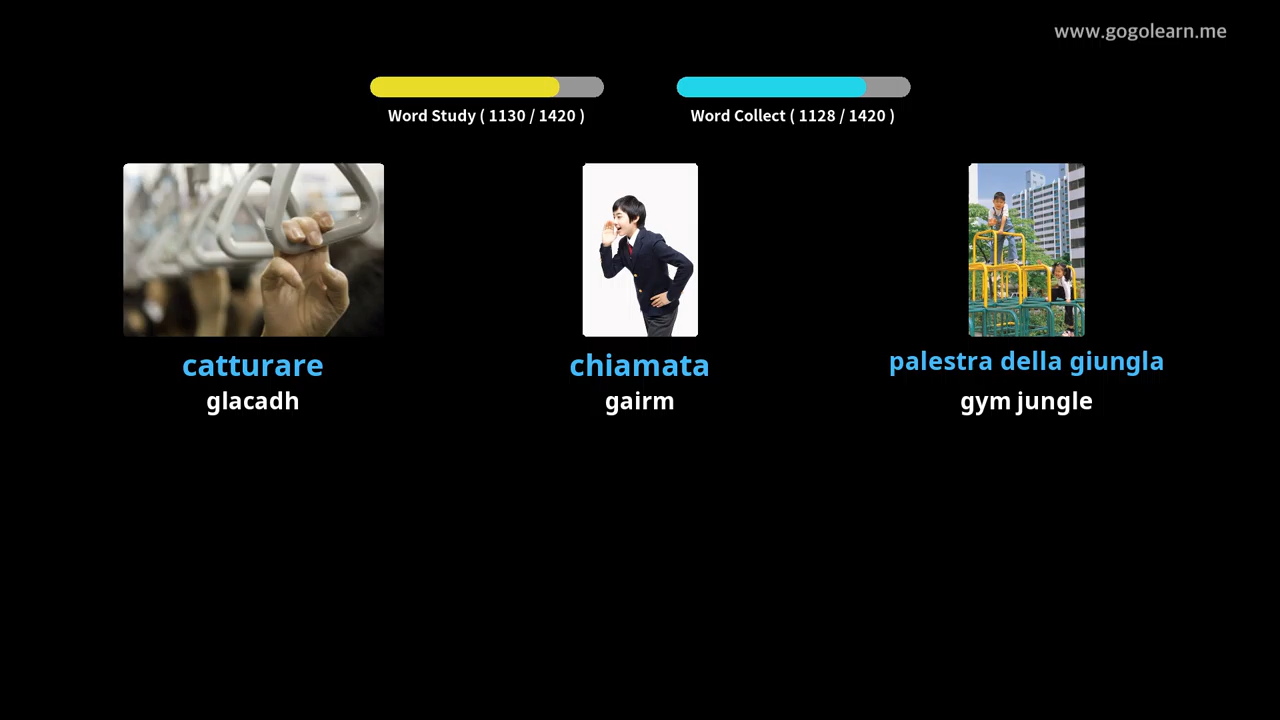 www.gogolearn.me
Word Study ( 1130 / 1420 )
Word Collect ( 1128 / 1420 )
catturare
glacadh
chiamata
gairm
palestra della giungla
gym jungle